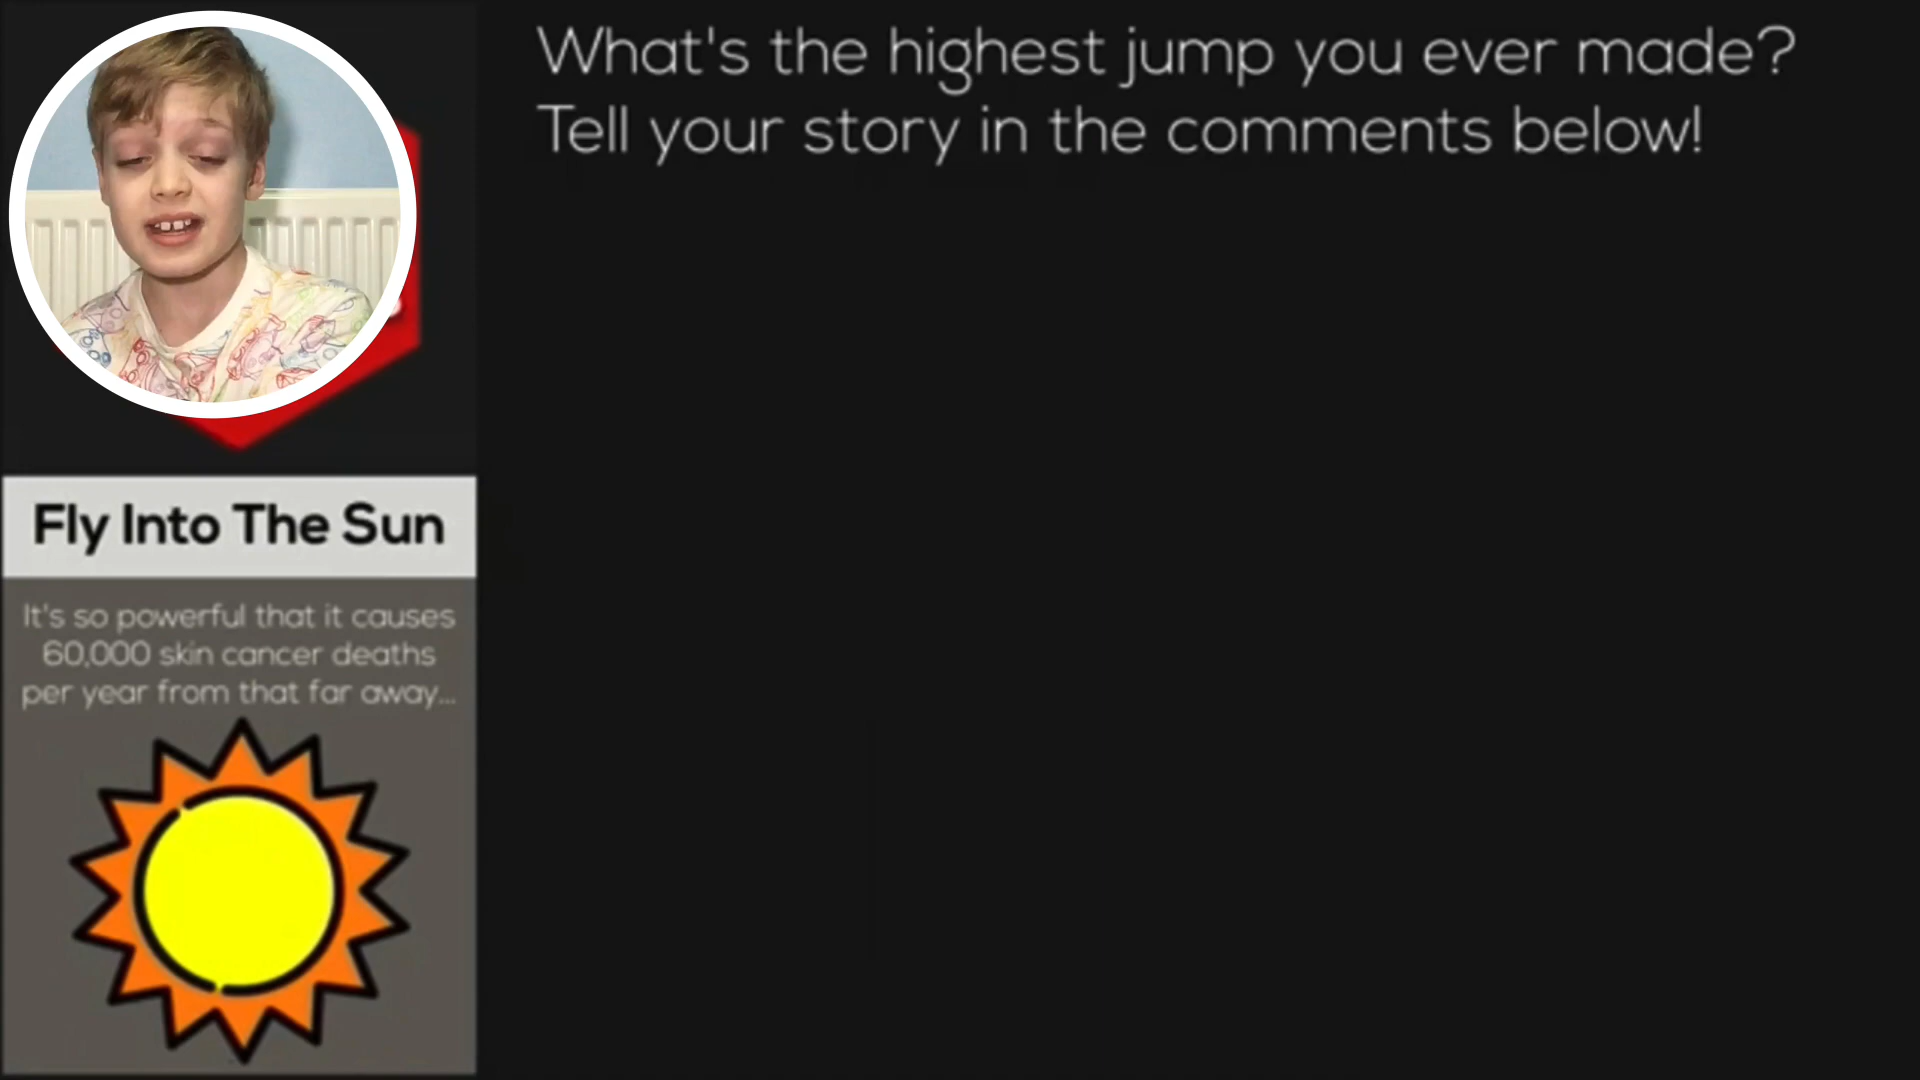 What's the highest jump you ever made?
Tell your story in the comments below!
Fly Into The Sun
It's so powerful that it causes
60,000 skin cancer deaths
per year from that far away...